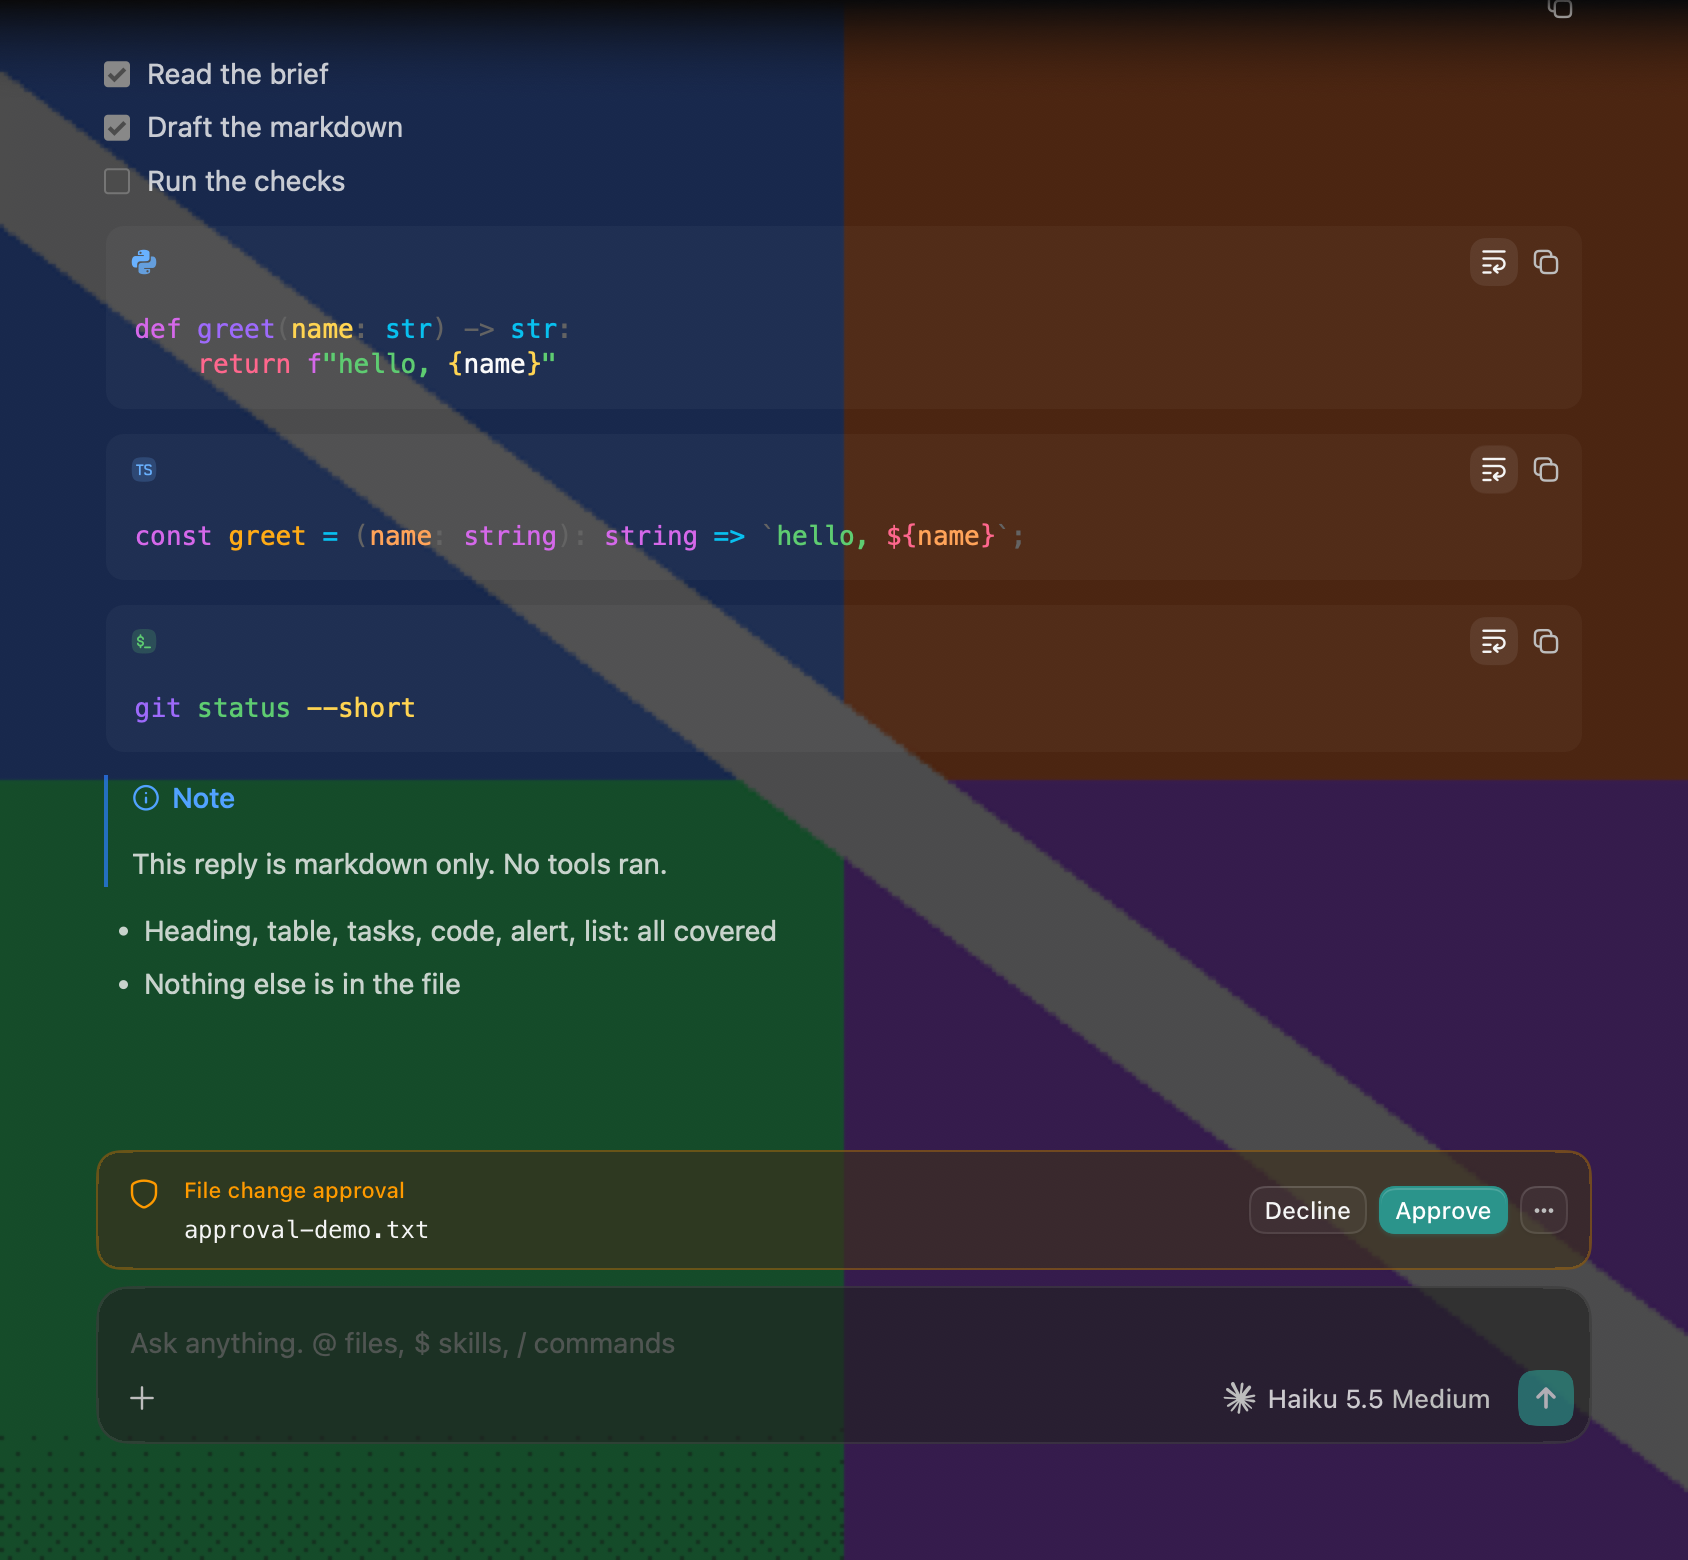 Read the brief
Draft the markdown
Run the checks
def greet(name: str) -> str:
    return f"hello, {name}"
TS
const greet = (name: string): string => `hello, ${name}`;
$_
git status --short
Note
This reply is markdown only. No tools ran.
• Heading, table, tasks, code, alert, list: all covered
• Nothing else is in the file
File change approval
approval-demo.txt
Decline
Approve
Ask anything. @ files, $ skills, / commands
Haiku 5.5 Medium